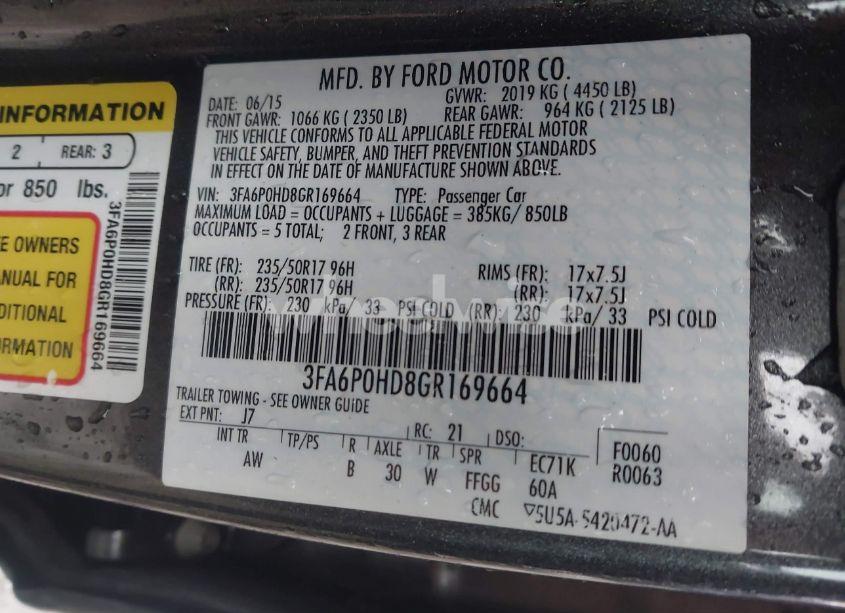 INFORMATION
2 REAR: 3
or 850 lbs.
E OWNERS
MANUAL FOR
DITIONAL
ORMATION
3FA6P0HD8GR169664
MFD. BY FORD MOTOR CO.
DATE: 06/15 GVWR: 2019 KG ( 4450 LB)
FRONT GAWR: 1066 KG ( 2350 LB) REAR GAWR: 964 KG ( 2125 LB)
THIS VEHICLE CONFORMS TO ALL APPLICABLE FEDERAL MOTOR
VEHICLE SAFETY, BUMPER, AND THEFT PREVENTION STANDARDS
IN EFFECT ON THE DATE OF MANUFACTURE SHOWN ABOVE.
VIN: 3FA6P0HD8GR169664 TYPE: Passenger Car
MAXIMUM LOAD = OCCUPANTS + LUGGAGE = 385KG/ 850LB
OCCUPANTS = 5 TOTAL; 2 FRONT, 3 REAR
TIRE (FR): 235/50R17 96H RIMS (FR): 17x7.5J
(RR): 235/50R17 96H (RR): 17x7.5J
PRESSURE (FR): 230 kPa/ 33 PSI COLD (RR): 230 kPa/ 33 PSI COLD
3FA6P0HD8GR169664
TRAILER TOWING - SEE OWNER GUIDE
EXT PNT: J7 RC: 21 DSO: F0060
INT TR TP/PS R AXLE TR SPR EC71K R0063
AW B 30 W FFGG 60A
CMC ▽5U5A-5420472-AA